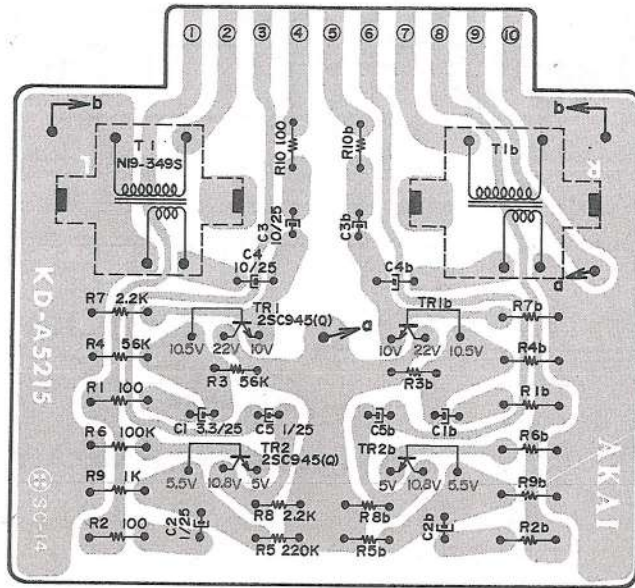 ① ② ③ ④ ⑤ ⑥ ⑦ ⑧ ⑨ ⑩
b b
T1
N19-349S
R10 100
R10b
T1b
R
C3
10/25
C3b
C4
10/25
C4b
a
KD-A5215
R7 2.2K
TR1
2SC945(Q)
a
TR1b
R7b
10.5V 22V 10V
10V 22V 10.5V
R4 56K
R4b
R3 56K
R3b
R1 100
R1b
C1 3.3/25
C5 1/25
C5b
C1b
R6 100K
TR2
2SC945(Q)
TR2b
R6b
AKAI
5.5V 10.8V 5V
5V 10.8V 5.5V
R9 1K
R9b
SC-14
C2
1/25
R8 2.2K
R8b
C2b
R2 100
R5 220K
R5b
R2b